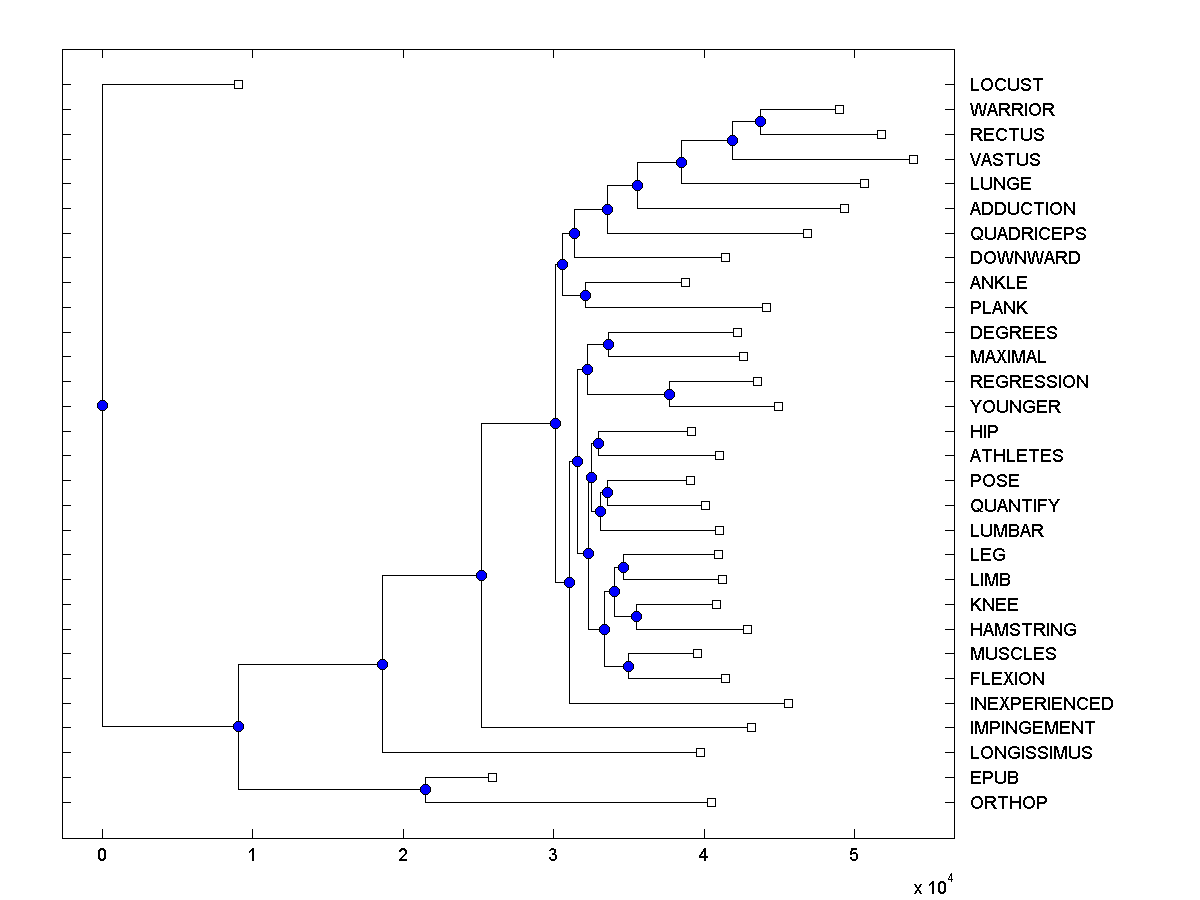 LOCUST
WARRIOR
RECTUS
VASTUS
LUNGE
ADDUCTION
QUADRICEPS
DOWNWARD
ANKLE
PLANK
DEGREES
MAXIMAL
REGRESSION
YOUNGER
HIP
ATHLETES
POSE
QUANTIFY
LUMBAR
LEG
LIMB
KNEE
HAMSTRING
MUSCLES
FLEXION
INEXPERIENCED
IMPINGEMENT
LONGISSIMUS
EPUB
ORTHOP
0 1 2 3 4 5
x 10^4